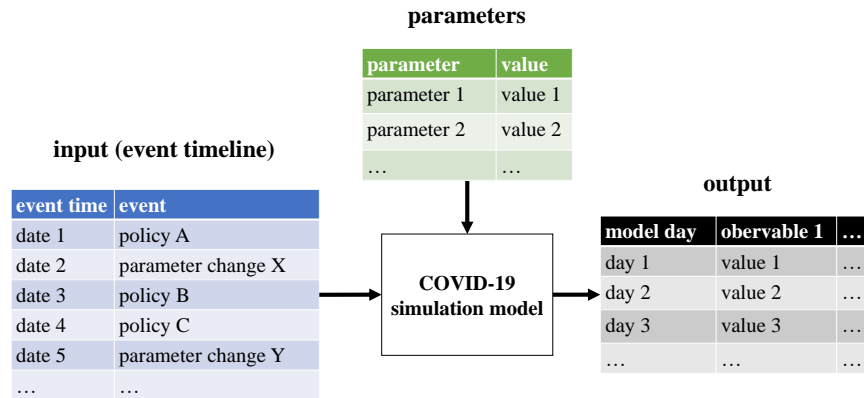 parameters
parameter value
parameter 1 value 1
parameter 2 value 2
… …
input (event timeline)
event time event
date 1 policy A
date 2 parameter change X
date 3 policy B
date 4 policy C
date 5 parameter change Y
… …
COVID-19
simulation model
output
model day obervable 1 …
day 1 value 1 …
day 2 value 2 …
day 3 value 3 …
… … …